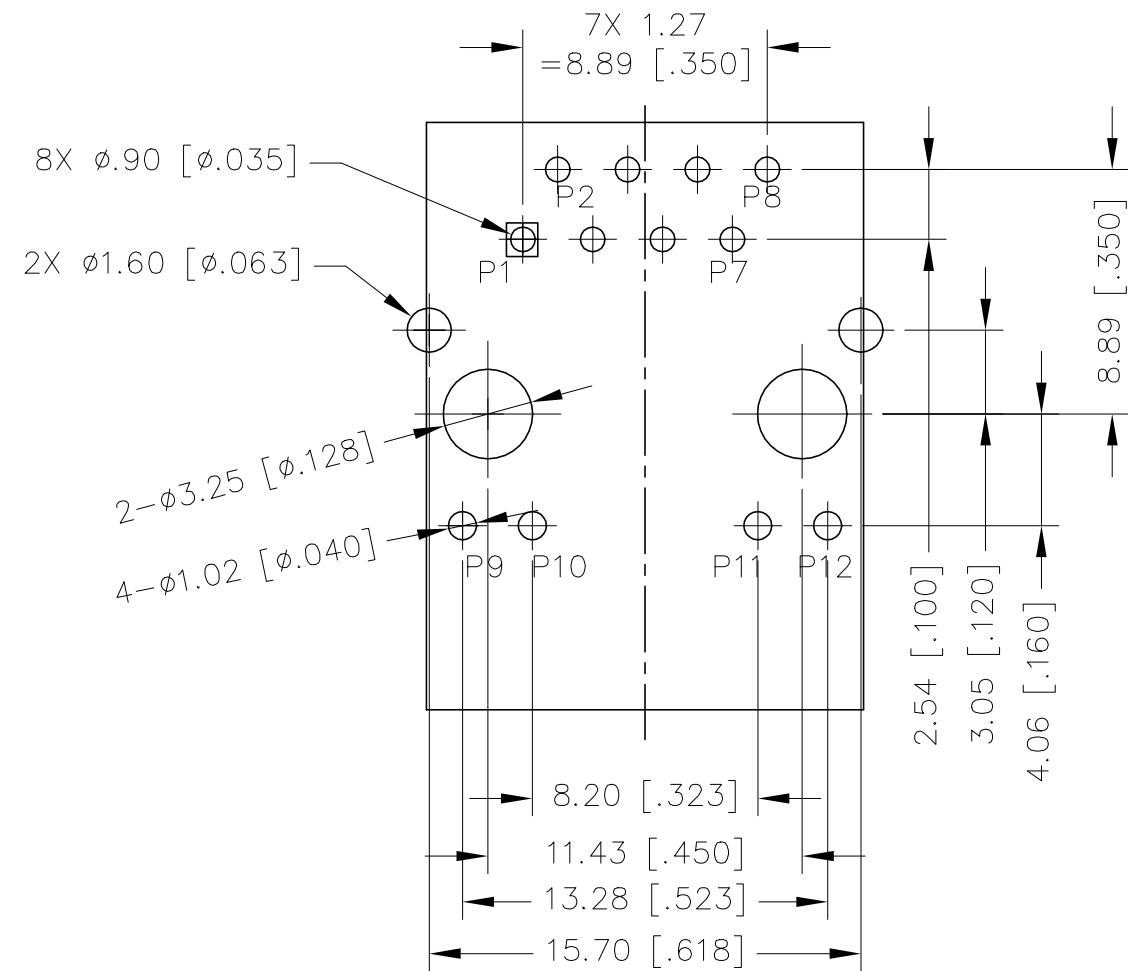 7X 1.27
=8.89 [.350]
8X ø.90 [ø.035]
P2
P8
2X ø1.60 [ø.063]
P1
P7
8.89 [.350]
2-ø3.25 [ø.128]
4-ø1.02 [ø.040]
P9
P10
P11
P12
2.54 [.100]
3.05 [.120]
4.06 [.160]
8.20 [.323]
11.43 [.450]
13.28 [.523]
15.70 [.618]